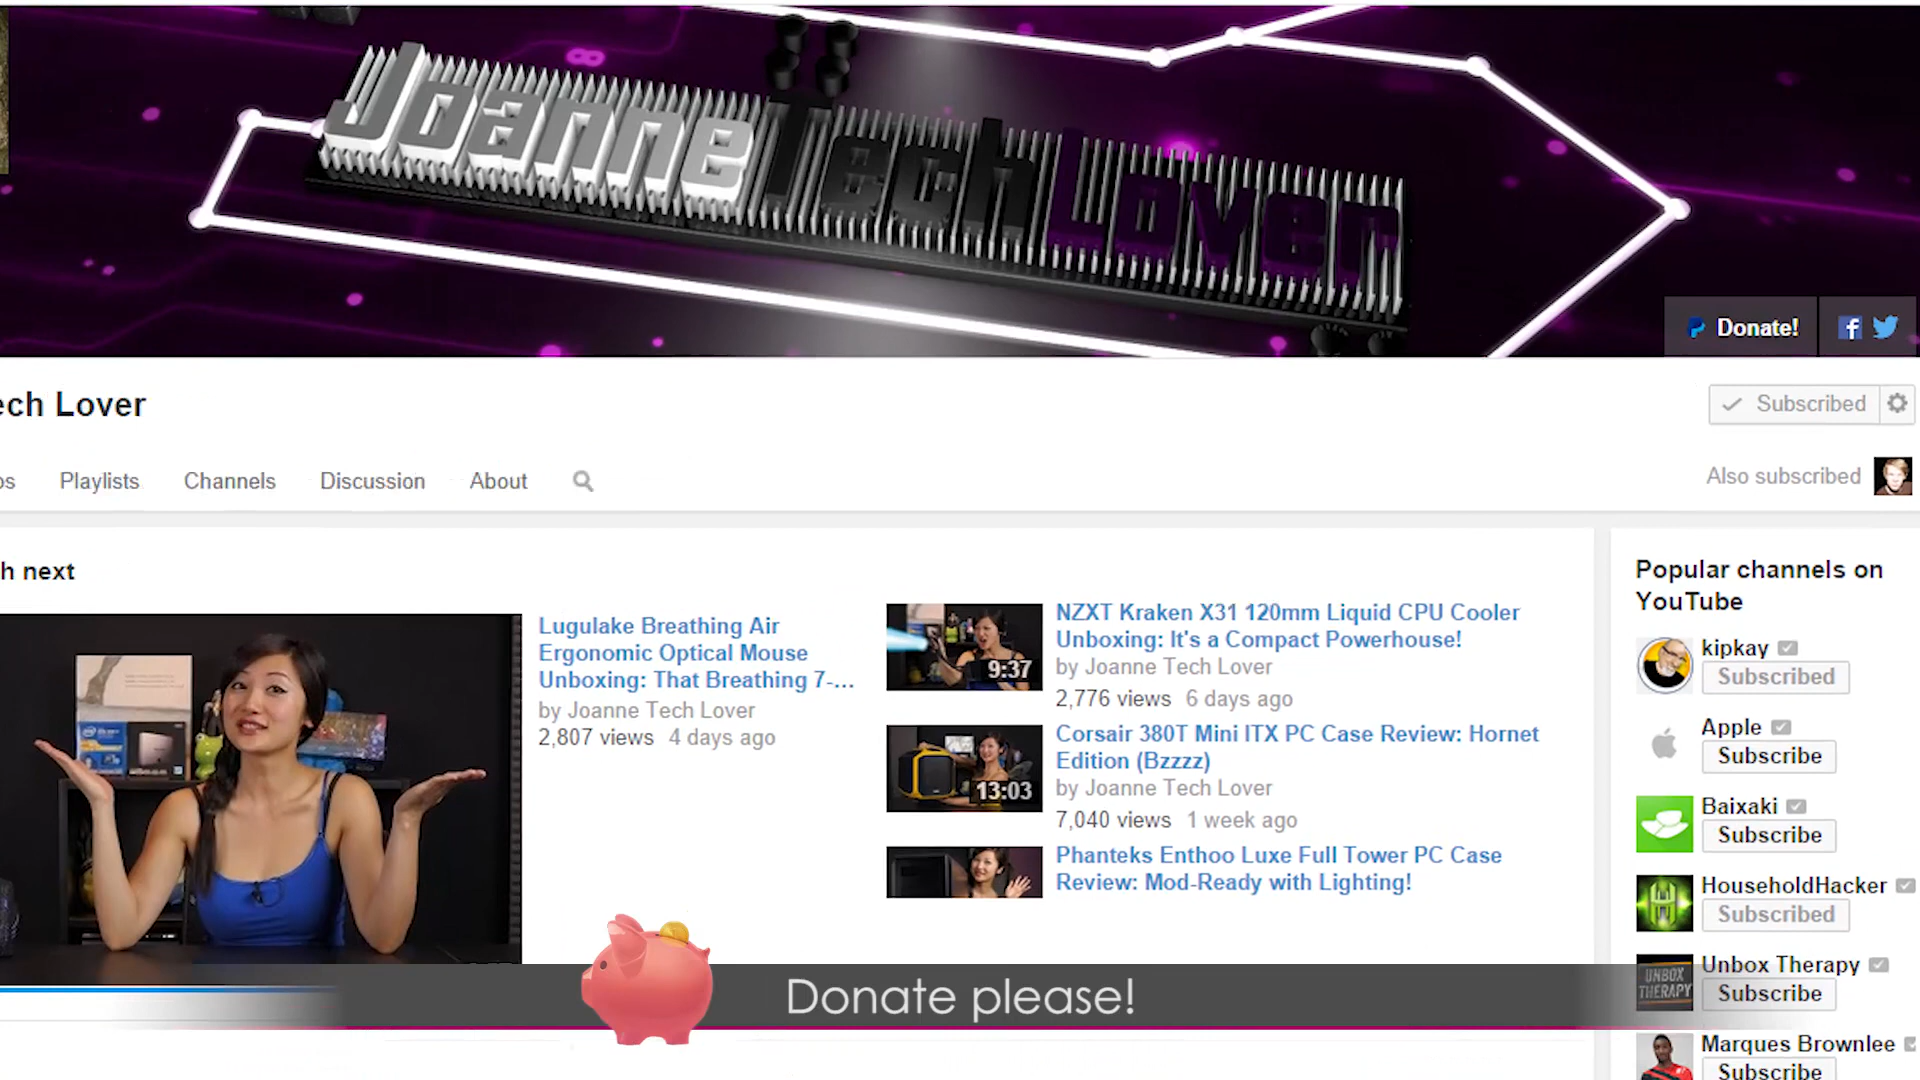 JoanneTechLover
Donate!
ech Lover
Subscribed
os
Playlists
Channels
Discussion
About
Also subscribed
h next
Lugulake Breathing Air
Ergonomic Optical Mouse
Unboxing: That Breathing 7-...
by Joanne Tech Lover
2,807 views 4 days ago
9:37
NZXT Kraken X31 120mm Liquid CPU Cooler
Unboxing: It's a Compact Powerhouse!
by Joanne Tech Lover
2,776 views 6 days ago
13:03
Corsair 380T Mini ITX PC Case Review: Hornet
Edition (Bzzzz)
by Joanne Tech Lover
7,040 views 1 week ago
Phanteks Enthoo Luxe Full Tower PC Case
Review: Mod-Ready with Lighting!
Popular channels on
YouTube
kipkay
Subscribed
Apple
Subscribe
Baixaki
Subscribe
HouseholdHacker
Subscribed
UNBOX
THERAPY
Unbox Therapy
Subscribe
Marques Brownlee
Subscribe
Donate please!